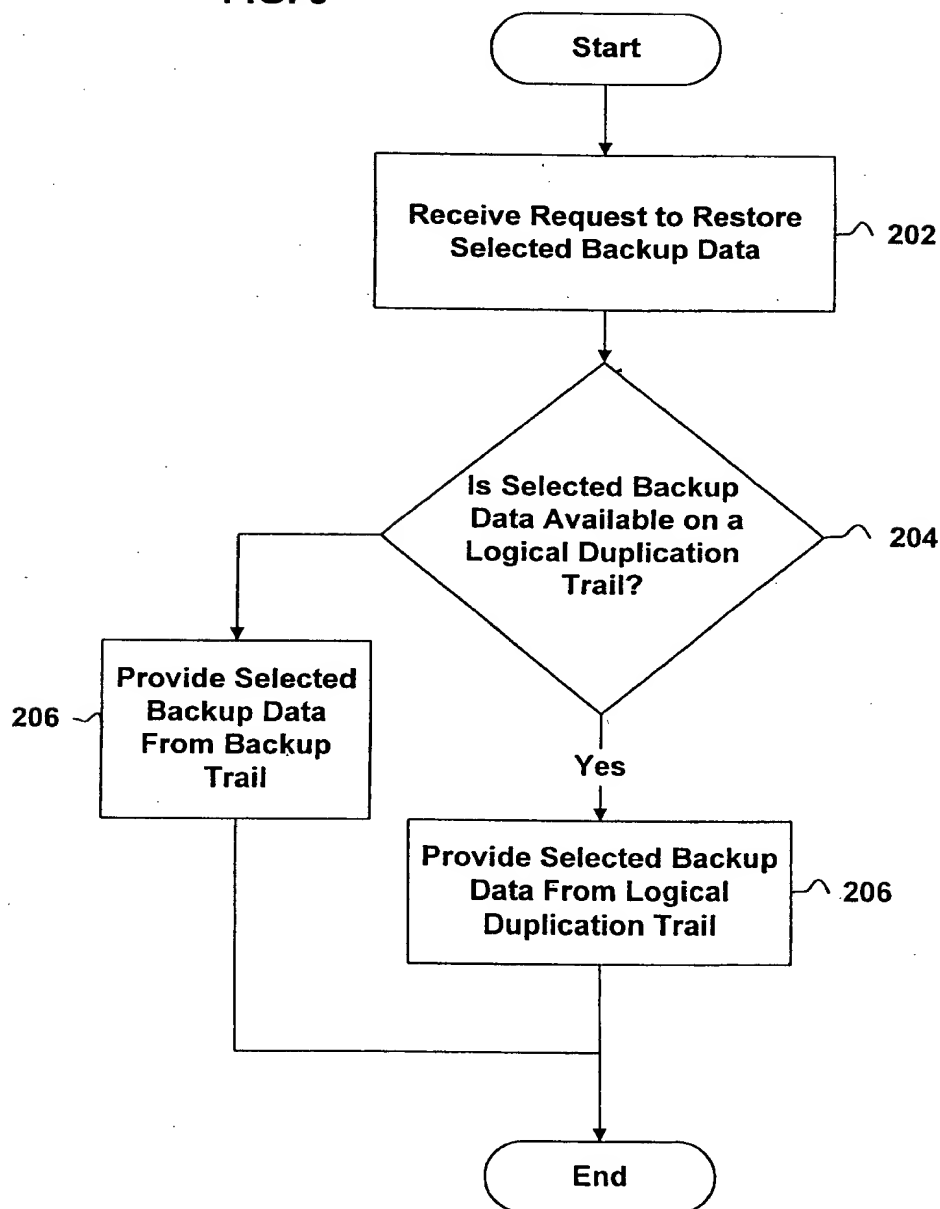 Start
Receive Request to Restore
Selected Backup Data
202
Is Selected Backup
Data Available on a
Logical Duplication
Trail?
204
Provide Selected
Backup Data
From Backup
Trail
206
Yes
Provide Selected Backup
Data From Logical
Duplication Trail
206
End